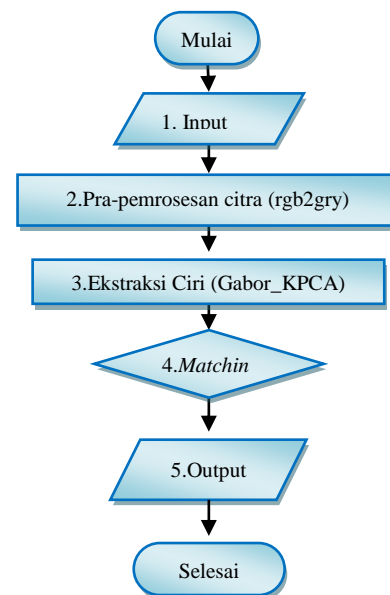 Mulai
1. Input
2.Pra-pemrosesan citra (rgb2gry)
3.Ekstraksi Ciri (Gabor_KPCA)
4.Matchin
5.Output
Selesai